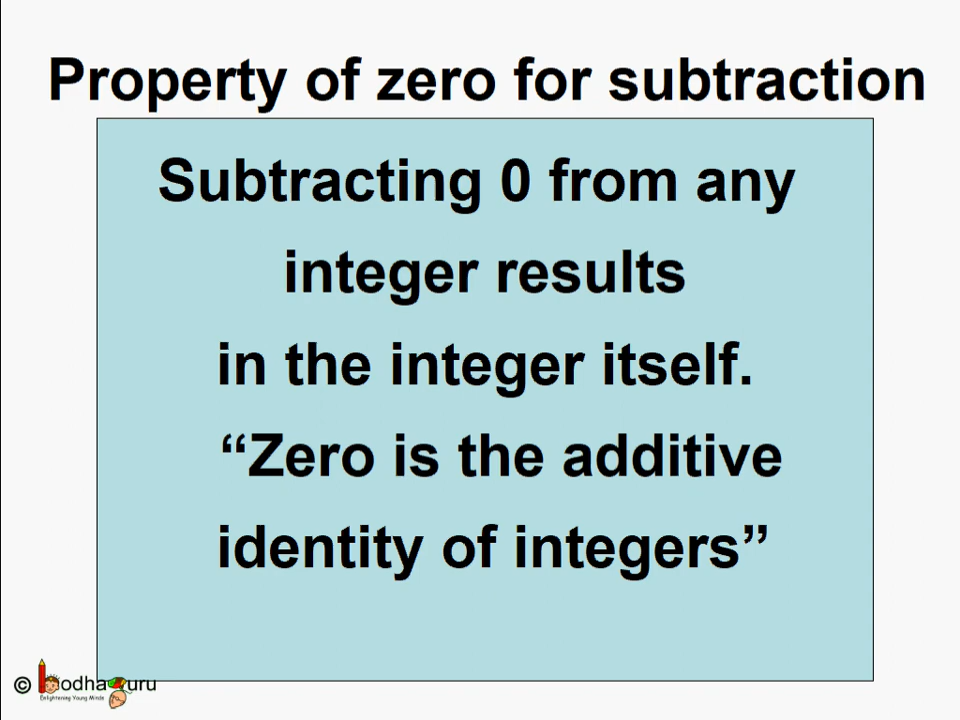 Property of zero for subtraction
Subtracting 0 from any
integer results
in the integer itself.
“Zero is the additive
identity of integers”
© bodhaguru
Enlightening Young Minds